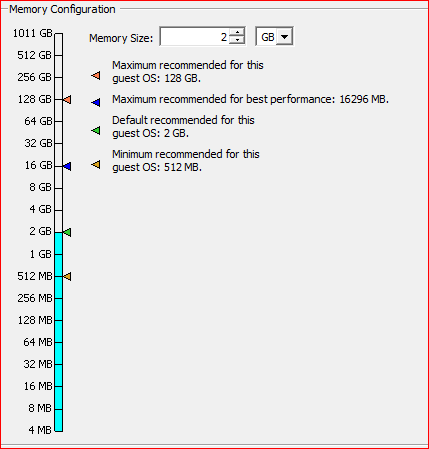 Memory Configuration
1011 GB
512 GB
256 GB
128 GB
64 GB
32 GB
16 GB
8 GB
4 GB
2 GB
1 GB
512 MB
256 MB
128 MB
64 MB
32 MB
16 MB
8 MB
4 MB
Memory Size: 2 GB
Maximum recommended for this
guest OS: 128 GB.
Maximum recommended for best performance: 16296 MB.
Default recommended for this
guest OS: 2 GB.
Minimum recommended for this
guest OS: 512 MB.